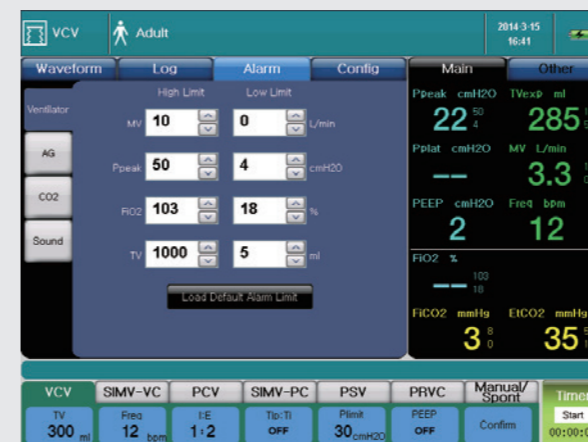 VCV Adult 2014-3-15
16:41
Waveform Log Alarm Config Main Other
Ventilator
AG
CO2
Sound
High Limit Low Limit
MV 10 0 L/min
Ppeak 50 4 cmH2O
FiO2 103 18 %
TV 1000 5 ml
Load Default Alarm Limit
Ppeak cmH2O TVexp ml
22 50 4 285
Pplat cmH2O MV L/min
-- 3.3
PEEP cmH2O Freq bpm
2 12
FiO2 %
-- 103 18
FiCO2 mmHg EtCO2 mmHg
3 8 0 35
VCV SIMV-VC PCV SIMV-PC PSV PRVC Manual/Spont Timer
TV Freq I:E Tip:Ti Plimit PEEP Confirm Start
300 ml 12 bpm 1:2 OFF 30 cmH2O OFF 00:00:0